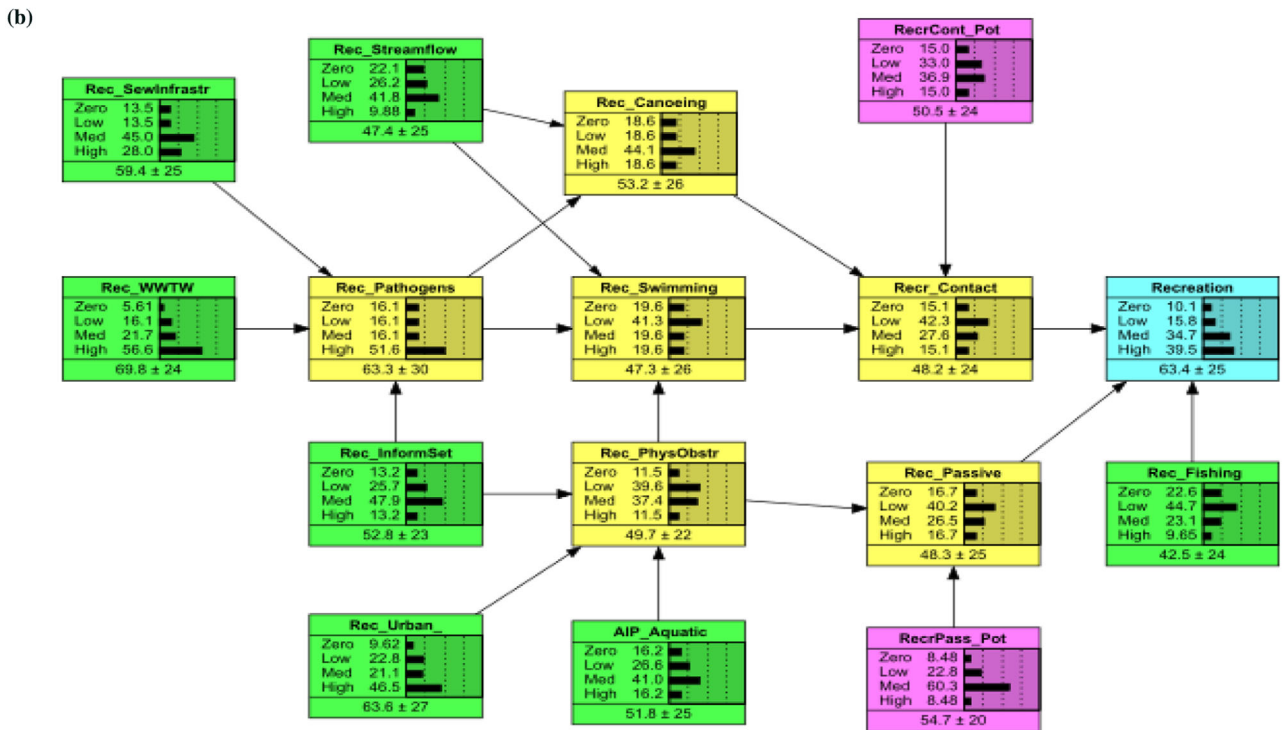 (b)
Rec_Streamflow
Zero 22.1
Low 26.2
Med 41.8
High 9.88
47.4 ± 25
RecrCont_Pot
Zero 15.0
Low 33.0
Med 36.9
High 15.0
50.5 ± 24
Rec_SewInfrastr
Zero 13.5
Low 13.5
Med 45.0
High 28.0
59.4 ± 25
Rec_Canoeing
Zero 18.6
Low 18.6
Med 44.1
High 18.6
53.2 ± 26
Rec_WWTW
Zero 5.61
Low 16.1
Med 21.7
High 56.6
69.8 ± 24
Rec_Pathogens
Zero 16.1
Low 16.1
Med 16.1
High 51.6
63.3 ± 30
Rec_Swimming
Zero 19.6
Low 41.3
Med 19.6
High 19.6
47.3 ± 26
Recr_Contact
Zero 15.1
Low 42.3
Med 27.6
High 15.1
48.2 ± 24
Recreation
Zero 10.1
Low 15.8
Med 34.7
High 39.5
63.4 ± 25
Rec_InformSet
Zero 13.2
Low 25.7
Med 47.9
High 13.2
52.8 ± 23
Rec_PhysObstr
Zero 11.5
Low 39.6
Med 37.4
High 11.5
49.7 ± 22
Rec_Passive
Zero 16.7
Low 40.2
Med 26.5
High 16.7
48.3 ± 25
Rec_Fishing
Zero 22.6
Low 44.7
Med 23.1
High 9.65
42.5 ± 24
Rec_Urban_
Zero 9.62
Low 22.8
Med 21.1
High 46.5
63.6 ± 27
AIP_Aquatic
Zero 16.2
Low 26.6
Med 41.0
High 16.2
51.8 ± 25
RecrPass_Pot
Zero 8.48
Low 22.8
Med 60.3
High 8.48
54.7 ± 20